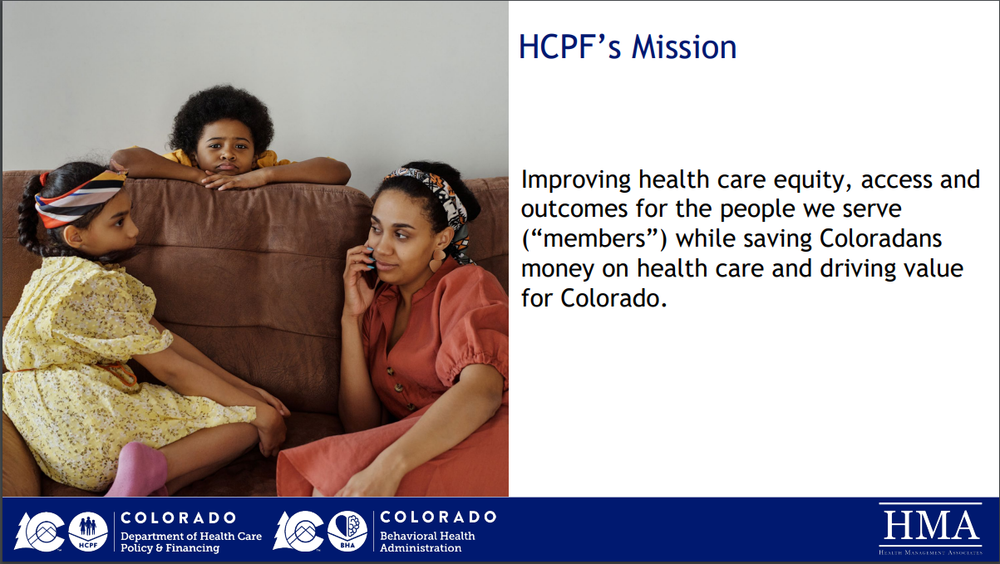 HCPF’s Mission
Improving health care equity, access and
outcomes for the people we serve
(“members”) while saving Coloradans
money on health care and driving value
for Colorado.
HCPF
COLORADO
Department of Health Care
Policy & Financing
BHA
COLORADO
Behavioral Health
Administration
HMA
HEALTH MANAGEMENT ASSOCIATES